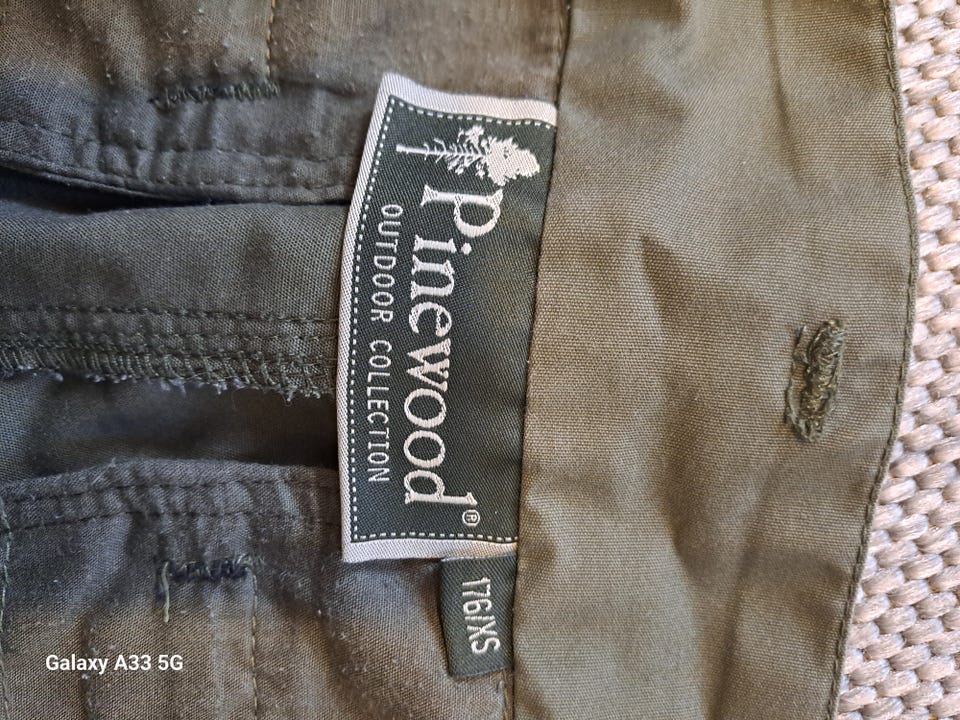 Pinewood®
OUTDOOR COLLECTION
176/XS
Galaxy A33 5G